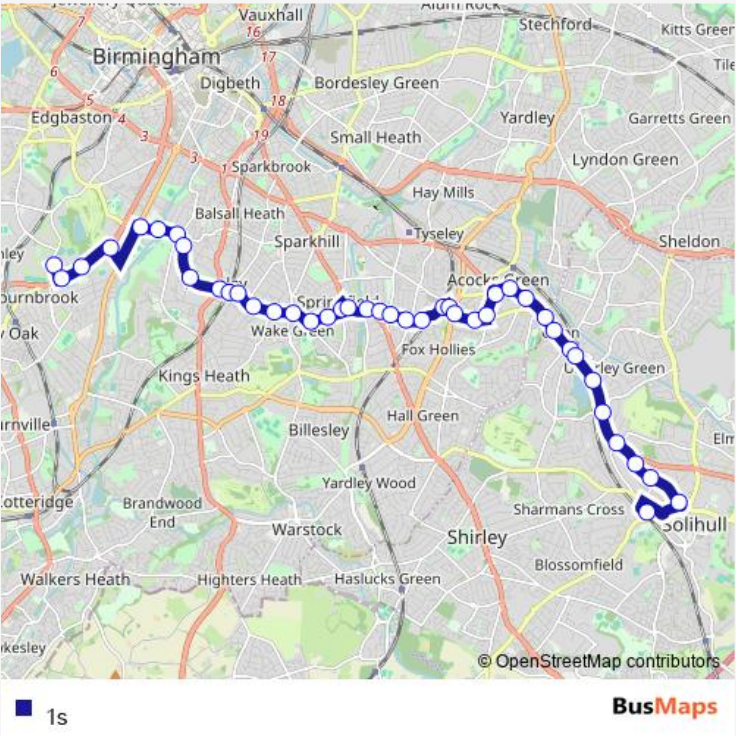 Vauxhall
Stechford
Kitts Green
7
16
Birmingham
17
6
Digbeth
Bordesley Green
5
18
Edgbaston
4
Yardley
Garretts Green
3
19
Small Heath
3
Sparkbrook
1
Lyndon Green
Hay Mills
Balsall Heath
Sparkhill
Tyseley
Sheldon
Acocks Green
Wake Green
Fox Hollies
Kings Heath
Hall Green
Billesley
Yardley Wood
Brandwood
End
Sharmans Cross
Warstock
Shirley
Solihull
Blossomfield
Walkers Heath
Highters Heath
Haslucks Green
© OpenStreetMap contributors
1s
BusMaps